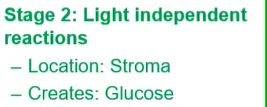 Stage 2: Light independent
reactions
– Location: Stroma
– Creates: Glucose